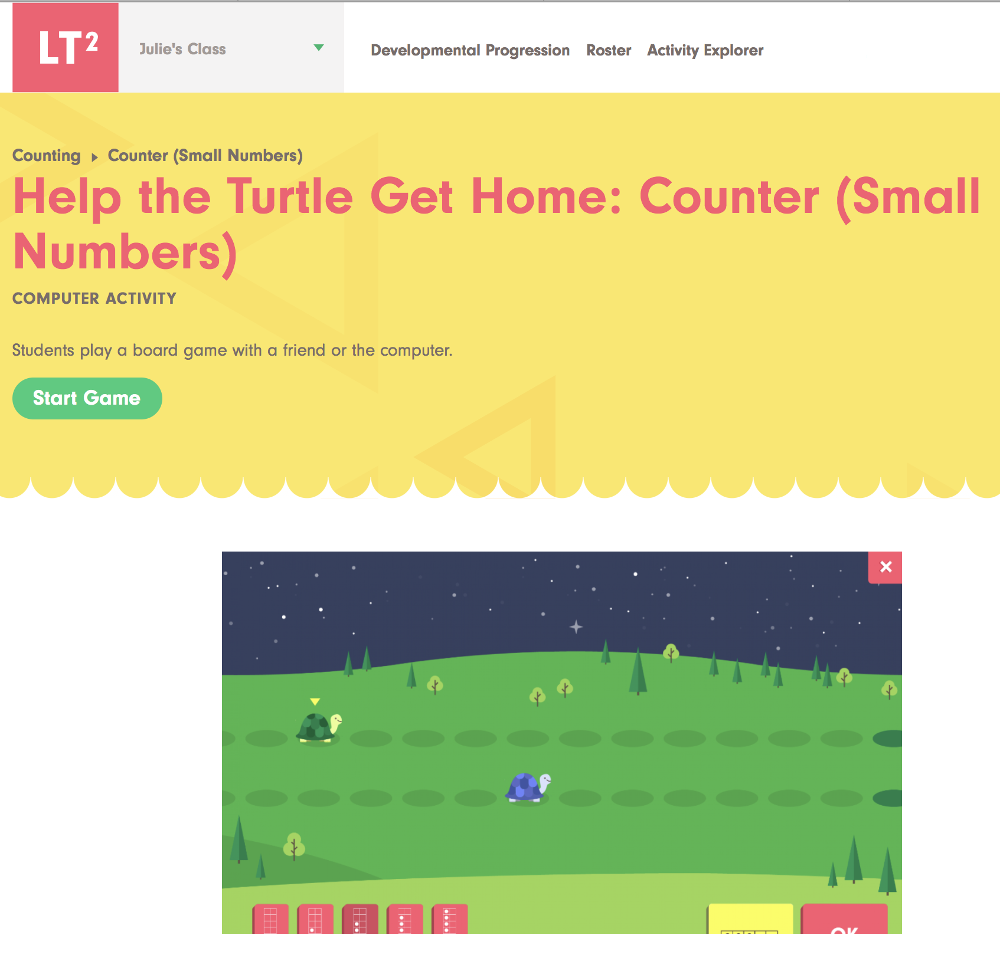 LT²
Julie's Class
Developmental Progression Roster Activity Explorer
Counting ▸ Counter (Small Numbers)
Help the Turtle Get Home: Counter (Small
Numbers)
COMPUTER ACTIVITY
Students play a board game with a friend or the computer.
Start Game
OK